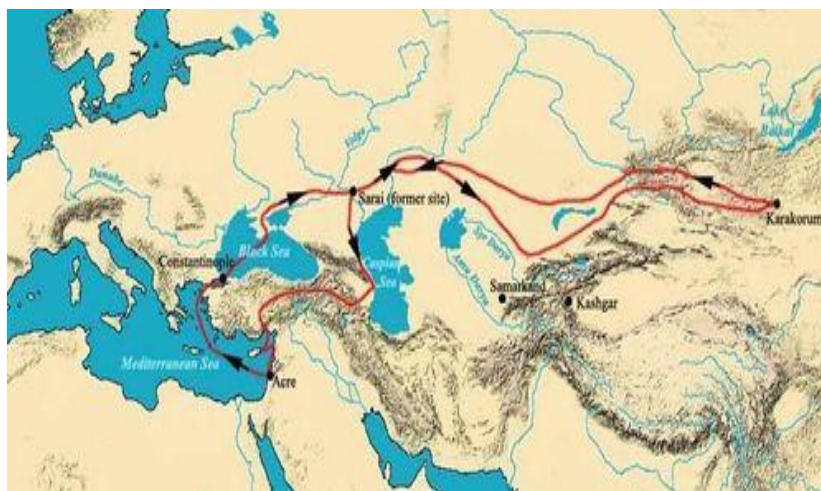 Lake
Baikal
Volga R.
Danube
Sarai (former site)
Karakorum
Black Sea
Constantinople
Caspian
Sea
Syr Darya
Amu Darya
Samarkand
Kashgar
Mediterranean Sea
Acre